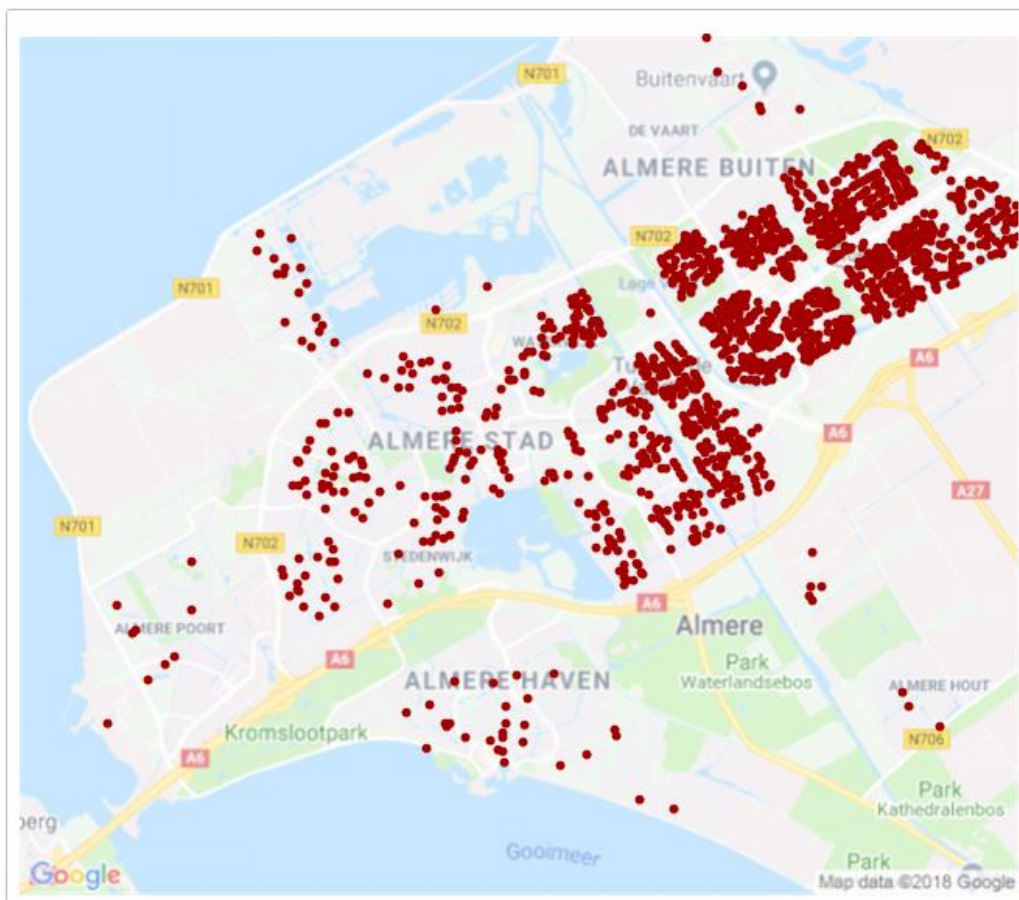 N701
Buitenvaart
DE VAART
N702
ALMERE BUITEN
N702
N701
N702
A6
ALMERE STAD
A6
A27
N701
N702
STEDENWIJK
A6
ALMERE POORT
Almere
A6
Park
Waterlandsebos
ALMERE HAVEN
ALMERE HOUT
Kromslootpark
N706
A6
Park
Kathedralenbos
Gooimeer
Park
Google
Map data ©2018 Google